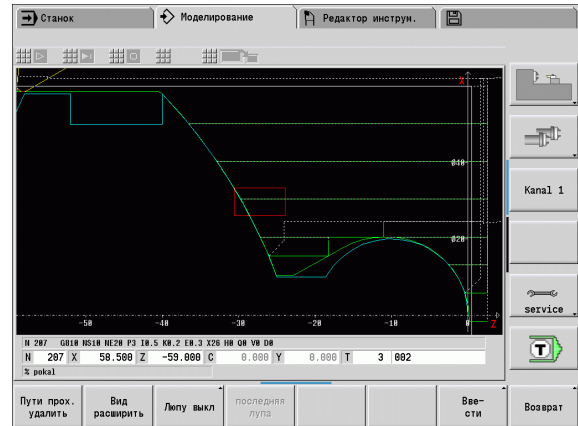 Станок
Моделирование
Редактор инструм.
X
ø40
Kanal 1
ø20
-50
-40
-30
-20
-10
0
Z
service
N 207 G810 NS10 NE20 P3 I0.5 K0.2 E0.3 X26 H0 Q0 V0 D0
N 207 X 58.500 Z -59.000 C 0.000 Y 0.000 T 3 002
% pokal
T
Пути прох.
удалить
Вид
расширить
Лупу выкл
последняя
лупа
Вве-
сти
Возврат